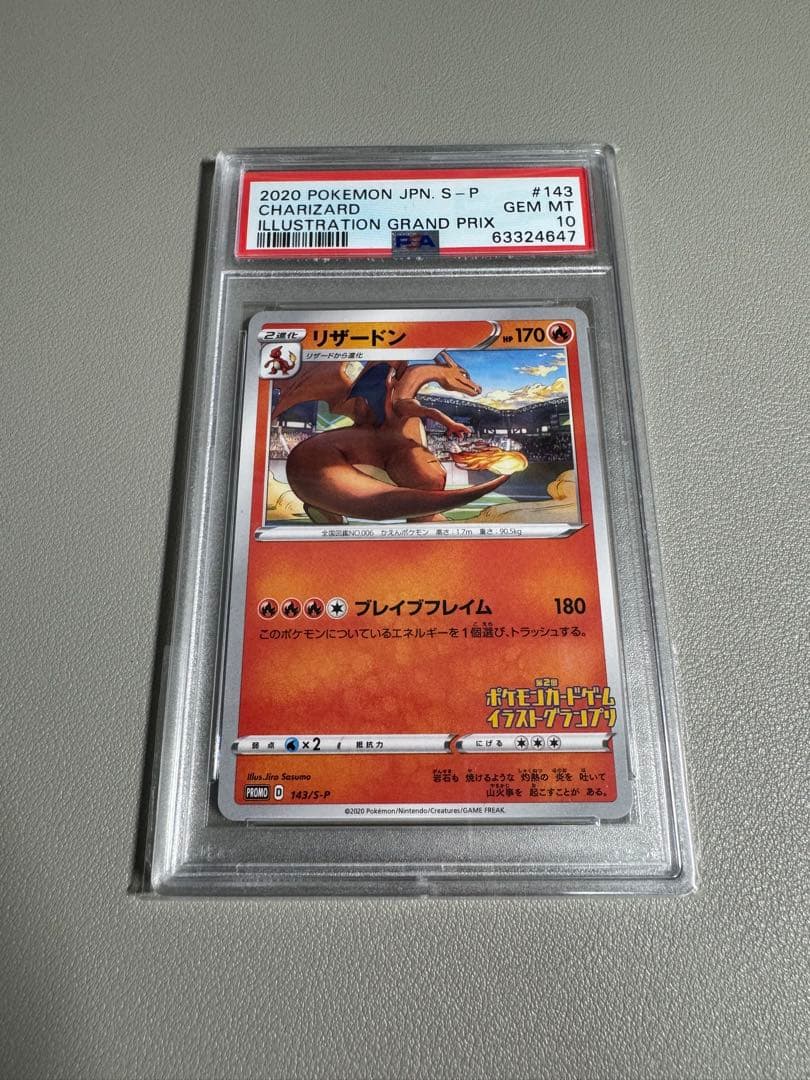 2020 POKEMON JPN. S-P #143
CHARIZARD GEM MT
ILLUSTRATION GRAND PRIX 10
PSA 63324647
2進化 リザードン HP 170
リザードから進化
全国図鑑NO.006 かえんポケモン 高さ:1.7m 重さ:90.5kg
ブレイブフレイム 180
このポケモンについているエネルギーを1個選び、トラッシュする。
第2回
ポケモンカードゲーム
イラストグランプリ
弱点 ×2 抵抗力 にげる
Illus.Jiro Sasumo
岩石も 焼けるような 灼熱の 炎を 吐いて
山火事を 起こすことが ある。
PROMO D 143/S-P
©2020 Pokémon/Nintendo/Creatures/GAME FREAK.